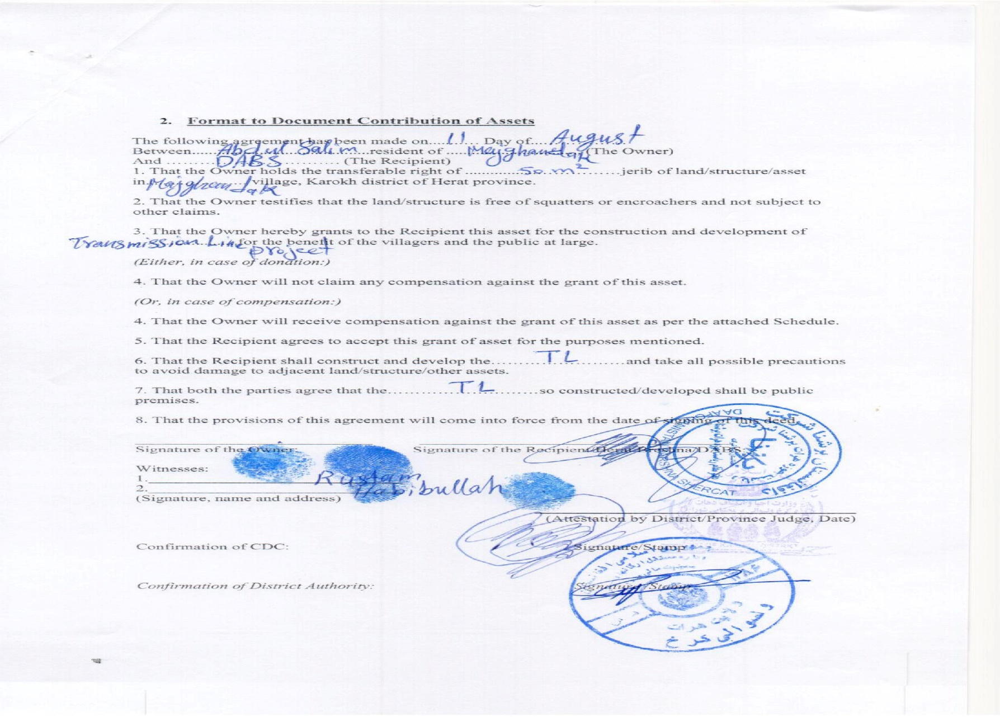 2. Format to Document Contribution of Assets
The following agreement has been made on....11.... Day of....August
Between......Abdul Salim...resident of .....Majghandak (The Owner)
And ..........DABS............ (The Recipient)
1. That the Owner holds the transferable right of ..............50 m².........jerib of land/structure/asset
in Majghandak village, Karokh district of Herat province.
2. That the Owner testifies that the land/structure is free of squatters or encroachers and not subject to
other claims.
3. That the Owner hereby grants to the Recipient this asset for the construction and development of
Transmission Line project for the benefit of the villagers and the public at large.
(Either, in case of donation:)
4. That the Owner will not claim any compensation against the grant of this asset.
(Or, in case of compensation:)
4. That the Owner will receive compensation against the grant of this asset as per the attached Schedule.
5. That the Recipient agrees to accept this grant of asset for the purposes mentioned.
6. That the Recipient shall construct and develop the............TL............and take all possible precautions
to avoid damage to adjacent land/structure/other assets.
7. That both the parties agree that the..............TL............so constructed/developed shall be public
premises.
8. That the provisions of this agreement will come into force from the date of signing of this deed.
Signature of the Owner: Signature of the Recipient/Herat Breshna/DABS:
Witnesses:
1. Rustam
2. Habibullah
(Signature, name and address)
(Attestation by District/Province Judge, Date)
Confirmation of CDC: Signature/Stamp
Confirmation of District Authority: Signature /Stamp
د افغانستان برشنا شرکت
SHERCAT
۱۳۸۶
ولایت هرات
ولسوالی کرخ